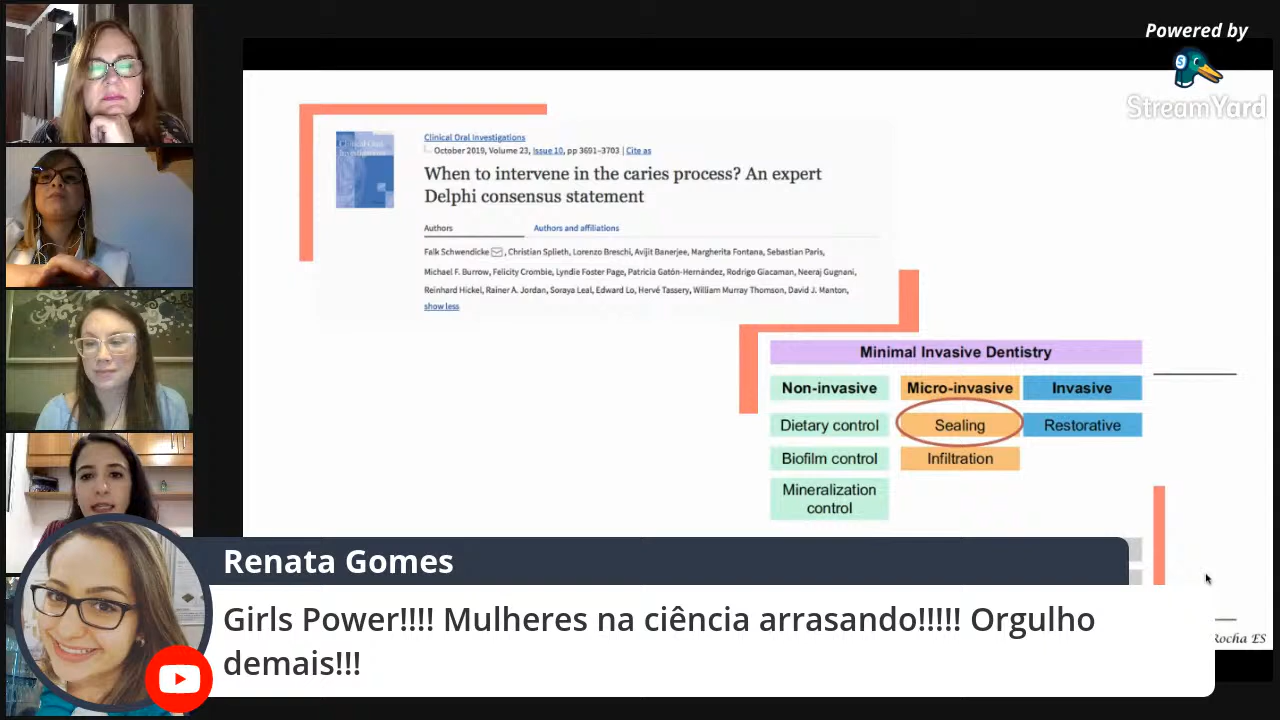 Powered by
StreamYard
Clinical Oral Investigations
October 2019, Volume 23, Issue 10, pp 3691–3703 | Cite as
When to intervene in the caries process? An expert
Delphi consensus statement
Authors
Authors and affiliations
Falk Schwendicke, Christian Splieth, Lorenzo Breschi, Avijit Banerjee, Margherita Fontana, Sebastian Paris,
Michael F. Burrow, Felicity Crombie, Lyndie Foster Page, Patricia Gatón-Hernández, Rodrigo Giacaman, Neeraj Gugnani,
Reinhard Hickel, Rainer A. Jordan, Soraya Leal, Edward Lo, Hervé Tassery, William Murray Thomson, David J. Manton,
show less
Minimal Invasive Dentistry
Non-invasive
Micro-invasive
Invasive
Dietary control
Sealing
Restorative
Biofilm control
Infiltration
Mineralization
control
Rocha ES
Renata Gomes
Girls Power!!!! Mulheres na ciência arrasando!!!!! Orgulho
demais!!!